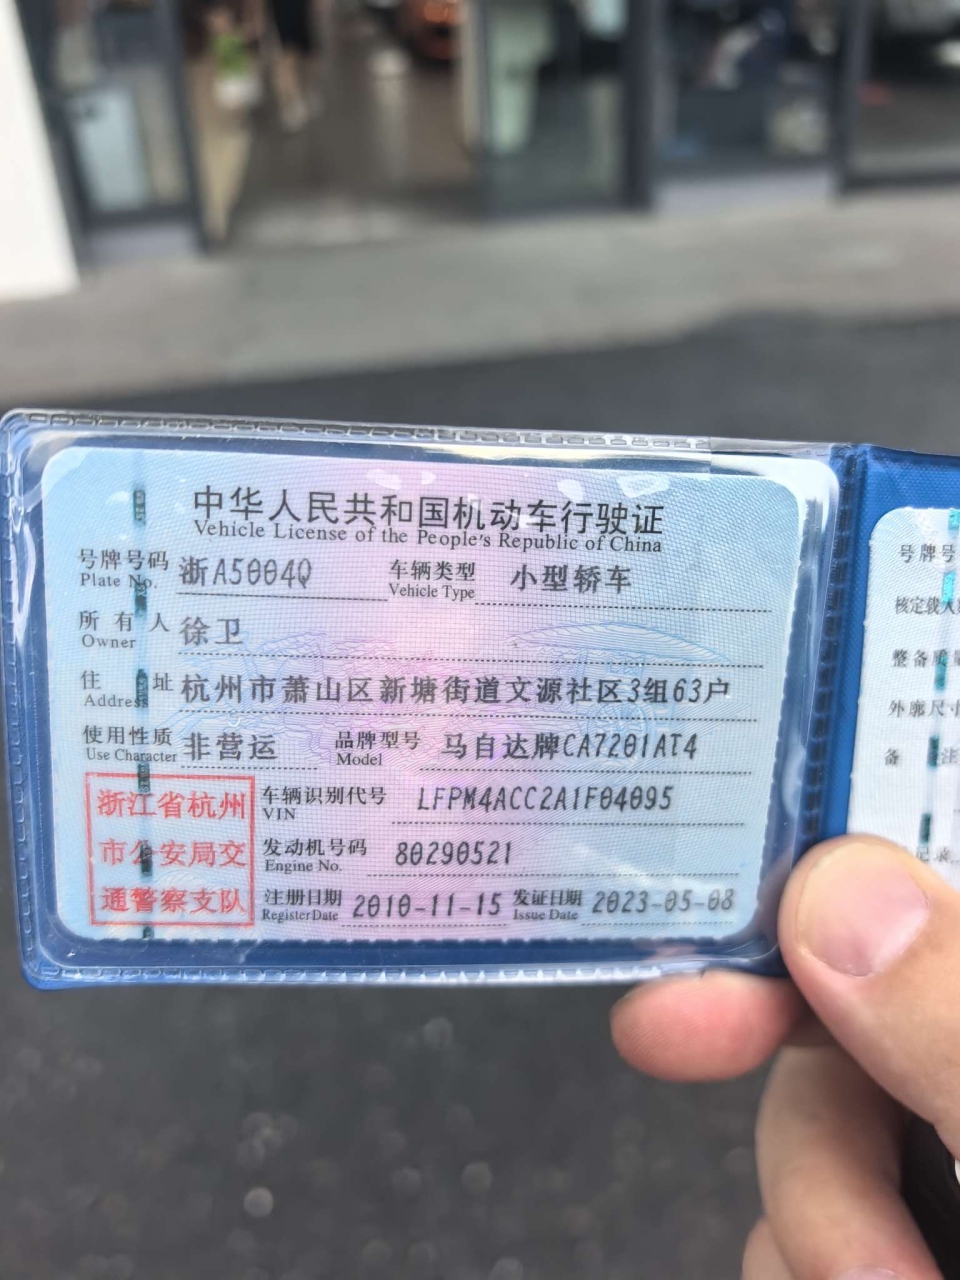 中华人民共和国机动车行驶证
Vehicle License of the People's Republic of China
号牌号码 浙A5004Q 车辆类型 小型轿车
Plate No. Vehicle Type
所有人 徐卫
Owner
住址 杭州市萧山区新塘街道文源社区3组63户
Address
使用性质 非营运 品牌型号 马自达牌CA7201AT4
Use Character Model
浙江省杭州
市公安局交
通警察支队
车辆识别代号 LFPM4ACC2A1F04095
VIN
发动机号码 80290521
Engine No.
注册日期 2010-11-15 发证日期 2023-05-08
Register Date Issue Date
号牌号
核定载人
整备质量
外廓尺寸
备注
记录